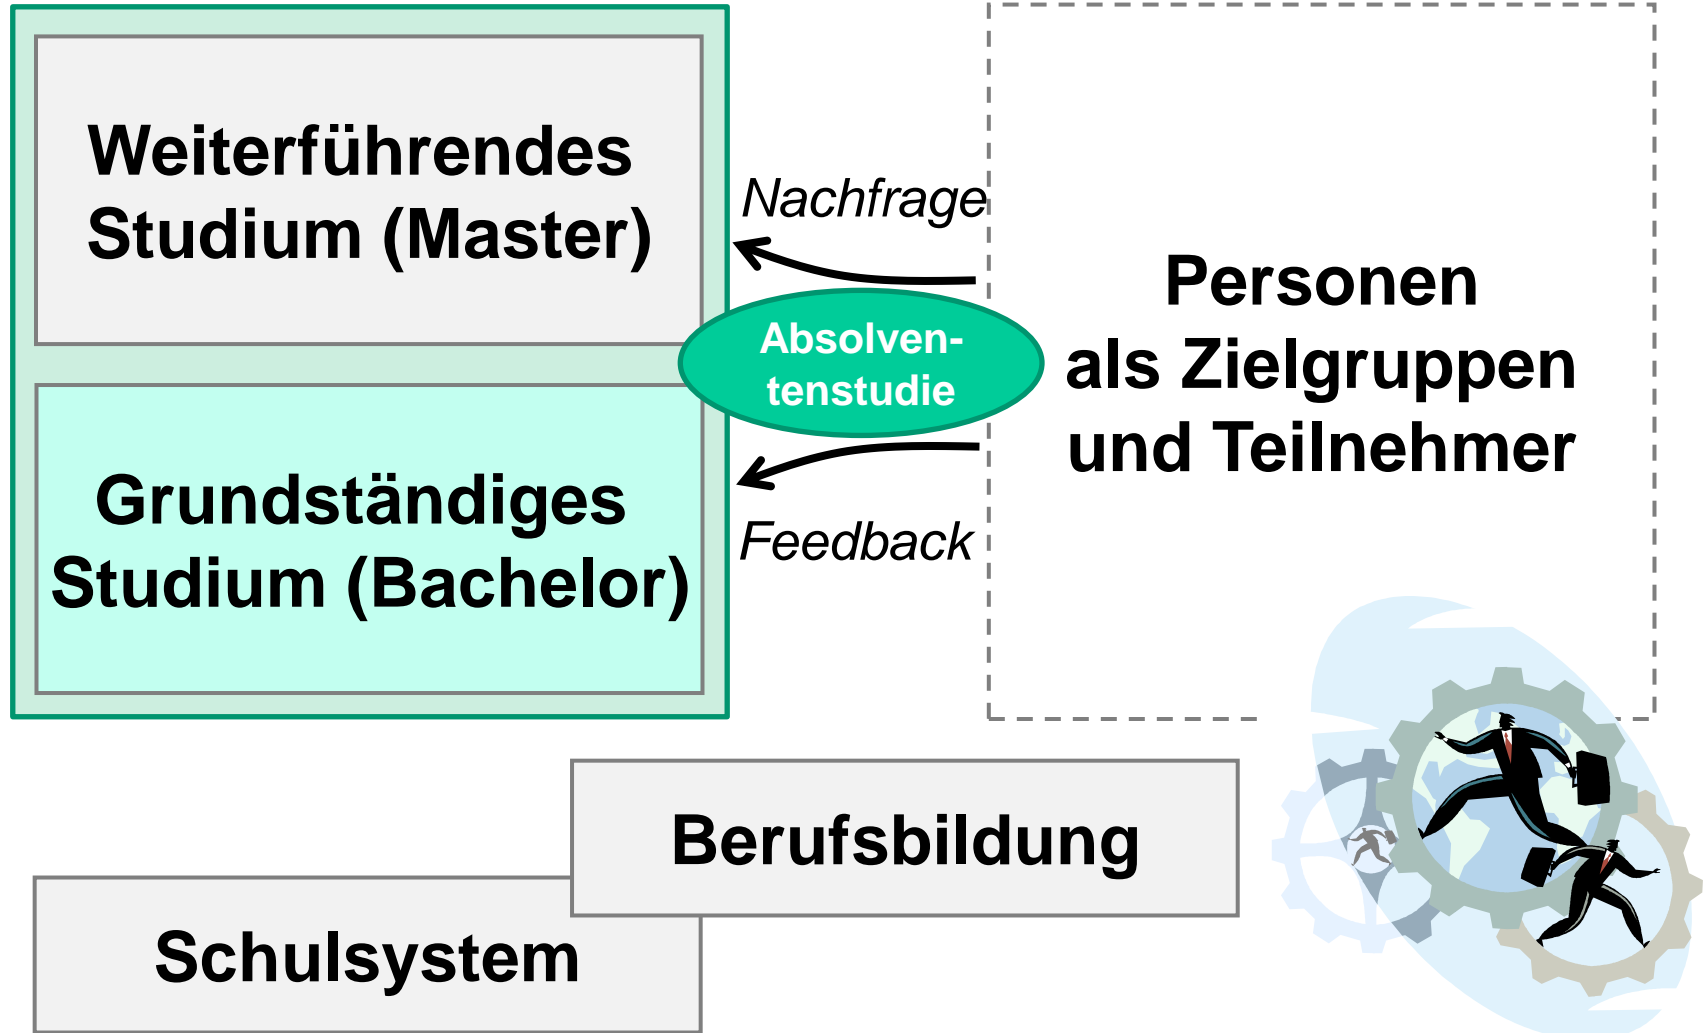 Weiterführendes
Studium (Master)
Nachfrage
Absolven-
tenstudie
Personen
als Zielgruppen
und Teilnehmer
Grundständiges
Studium (Bachelor)
Feedback
Berufsbildung
Schulsystem